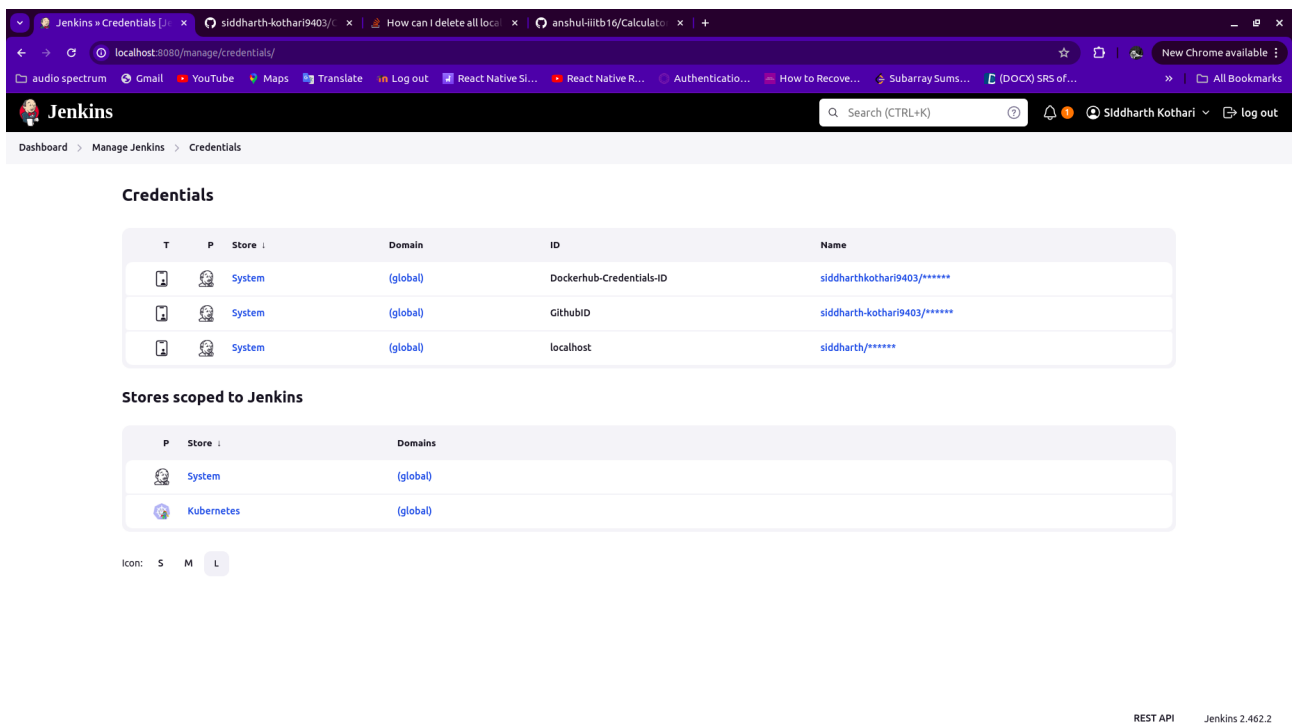 Jenkins » Credentials [Je
siddharth-kothari9403/C
How can I delete all local
anshul-iiitb16/Calculator
localhost:8080/manage/credentials/
New Chrome available
audio spectrum Gmail YouTube Maps Translate Log out React Native Si... React Native R... Authenticatio... How to Recove... Subarray Sums... (DOCX) SRS of... » All Bookmarks
Jenkins
Search (CTRL+K)
1
SIddharth Kothari
log out
Dashboard > Manage Jenkins > Credentials
Credentials
T P Store ↓ Domain ID Name
System (global) Dockerhub-Credentials-ID siddharthkothari9403/******
System (global) GithubID siddharth-kothari9403/******
System (global) localhost siddharth/******
Stores scoped to Jenkins
P Store ↓ Domains
System (global)
Kubernetes (global)
Icon: S M L
REST API Jenkins 2.462.2